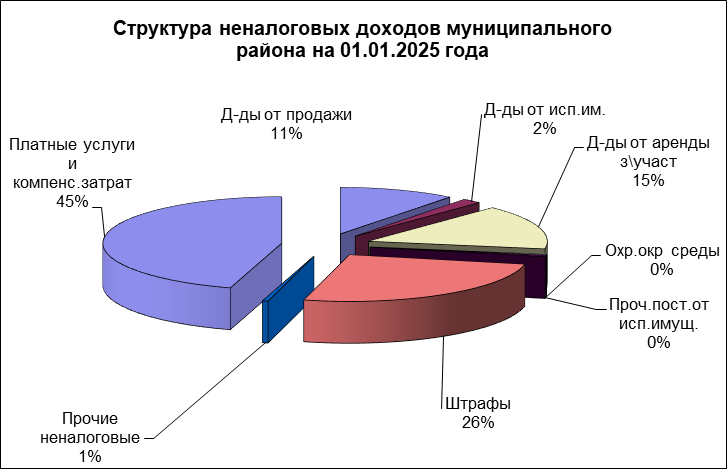 Структура неналоговых доходов муниципального
района на 01.01.2025 года
Д-ды от продажи
11%
Д-ды от исп.им.
2%
Д-ды от аренды
з\участ
15%
Охр.окр среды
0%
Проч.пост.от
исп.имущ.
0%
Штрафы
26%
Прочие
неналоговые
1%
Платные услуги
и
компенс.затрат
45%